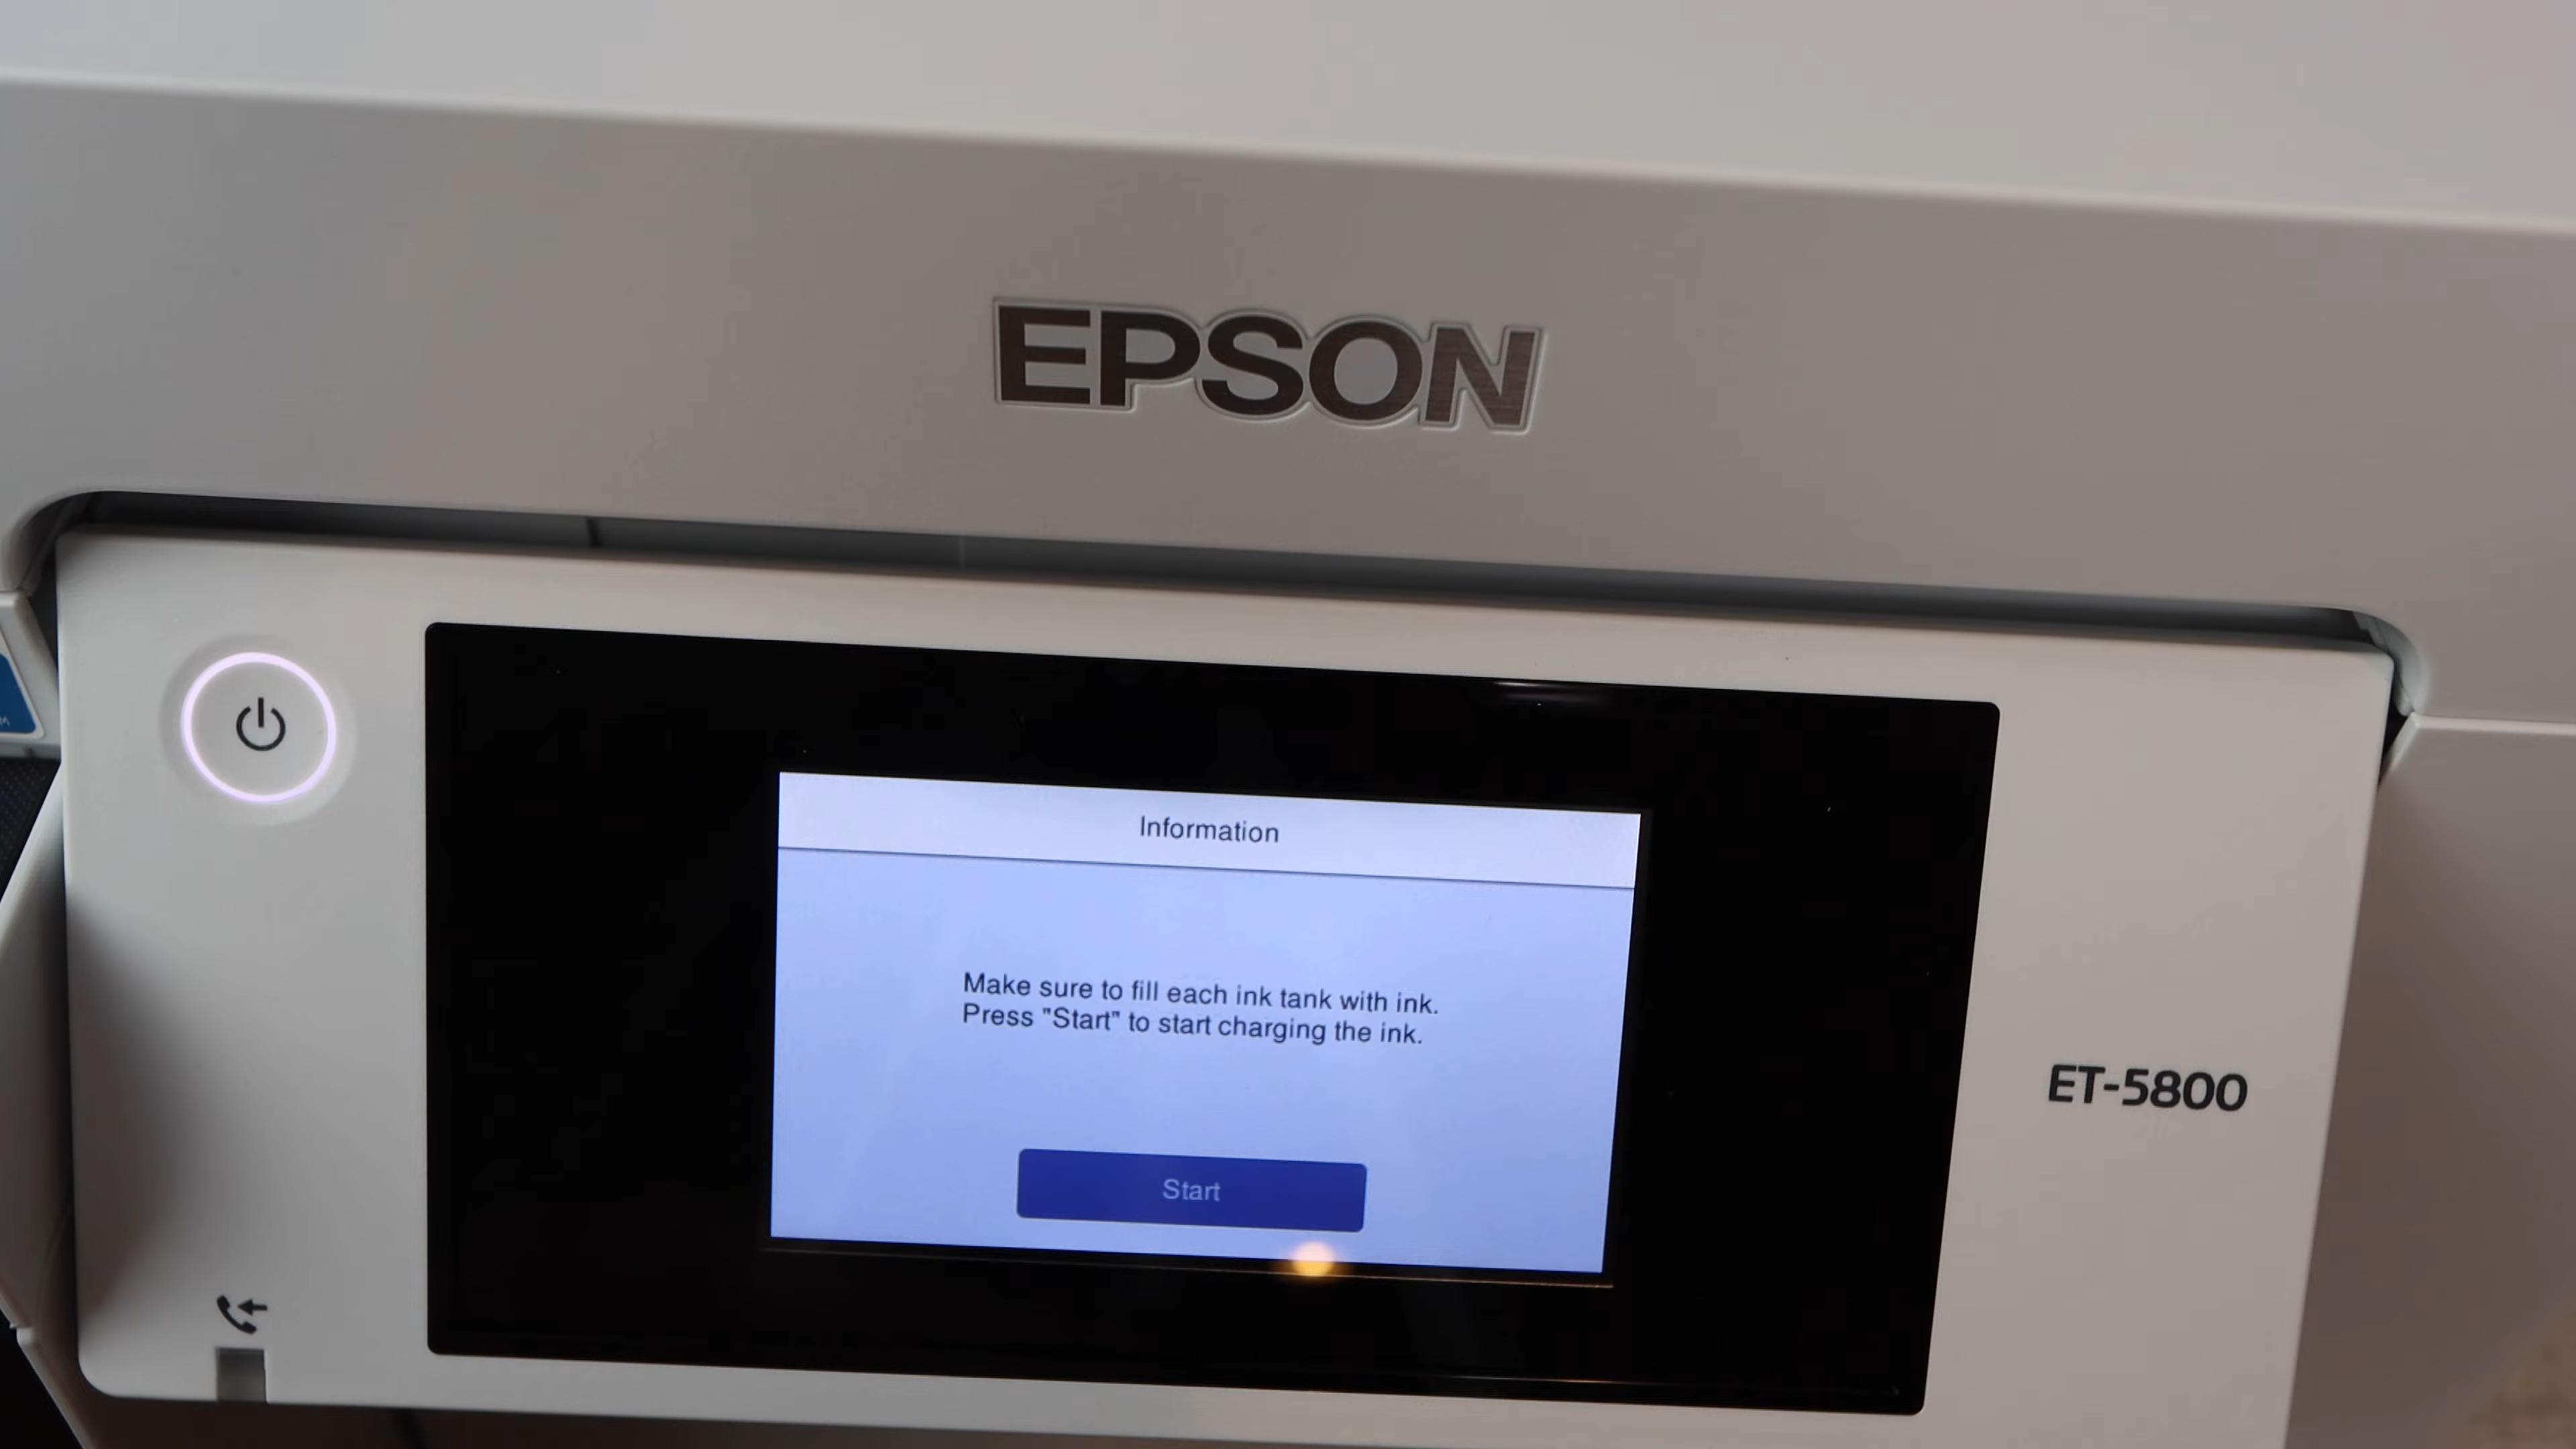 EPSON
Information
Make sure to fill each ink tank with ink.
Press "Start" to start charging the ink.
Start
ET-5800